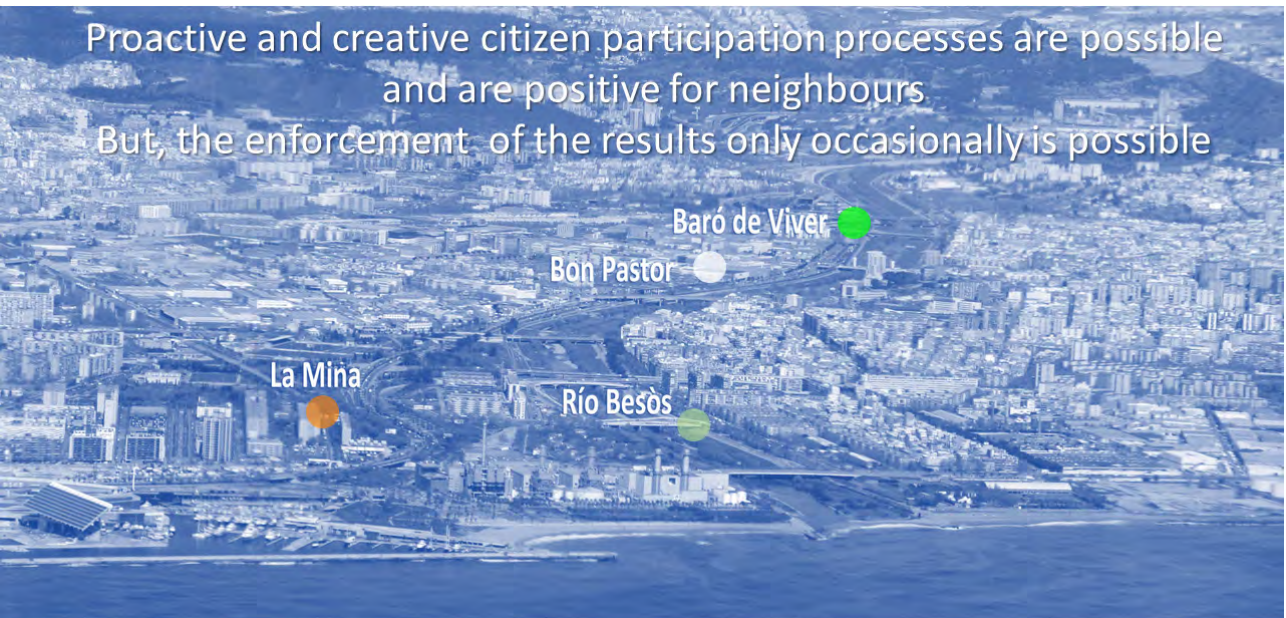 Proactive and creative citizen participation processes are possible
and are positive for neighbours
But, the enforcement of the results only occasionally is possible
Baró de Viver
Bon Pastor
La Mina
Río Besòs